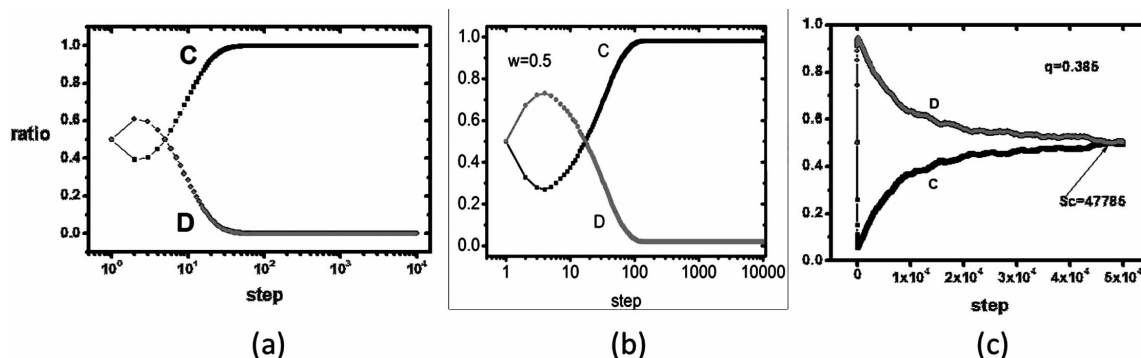 1.0
0.8
0.6
ratio
0.4
0.2
0.0
C
D
10⁰ 10¹ 10² 10³ 10⁴
step
(a)
1.0
0.8
0.6
0.4
0.2
0.0
w=0.5
C
D
1 10 100 1000 10000
step
(b)
1.0
0.8
0.6
0.4
0.2
0.0
q=0.385
D
C
Sc=47785
0 1x10⁴ 2x10⁴ 3x10⁴ 4x10⁴ 5x10⁴
step
(c)